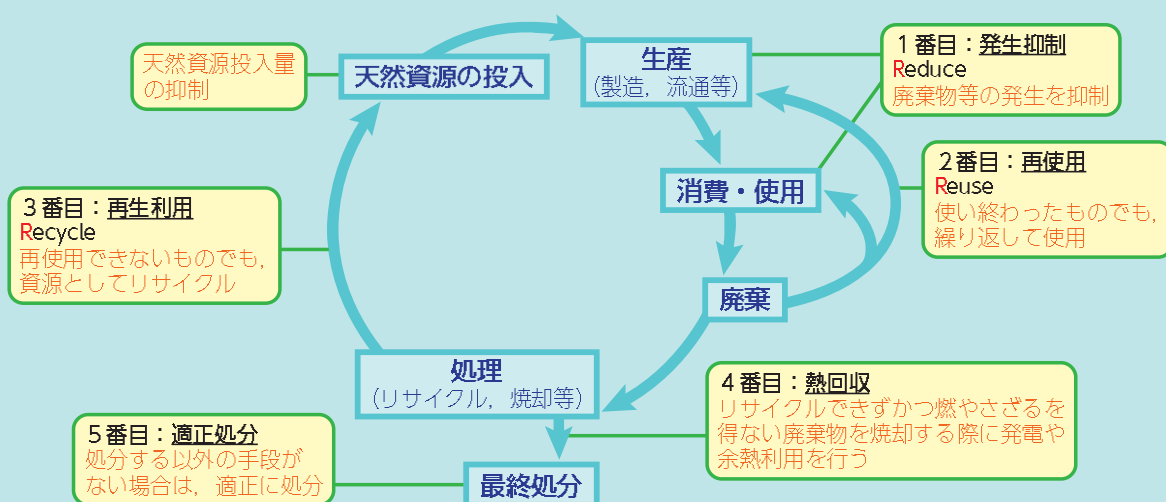 天然資源投入量
の抑制
天然資源の投入
生産
(製造，流通等)
1番目：発生抑制
Reduce
廃棄物等の発生を抑制
消費・使用
2番目：再使用
Reuse
使い終わったものでも，
繰り返して使用
3番目：再生利用
Recycle
再使用できないものでも，
資源としてリサイクル
廃棄
処理
(リサイクル，焼却等)
4番目：熱回収
リサイクルできずかつ燃やさざるを
得ない廃棄物を焼却する際に発電や
余熱利用を行う
5番目：適正処分
処分する以外の手段が
ない場合は，適正に処分
最終処分